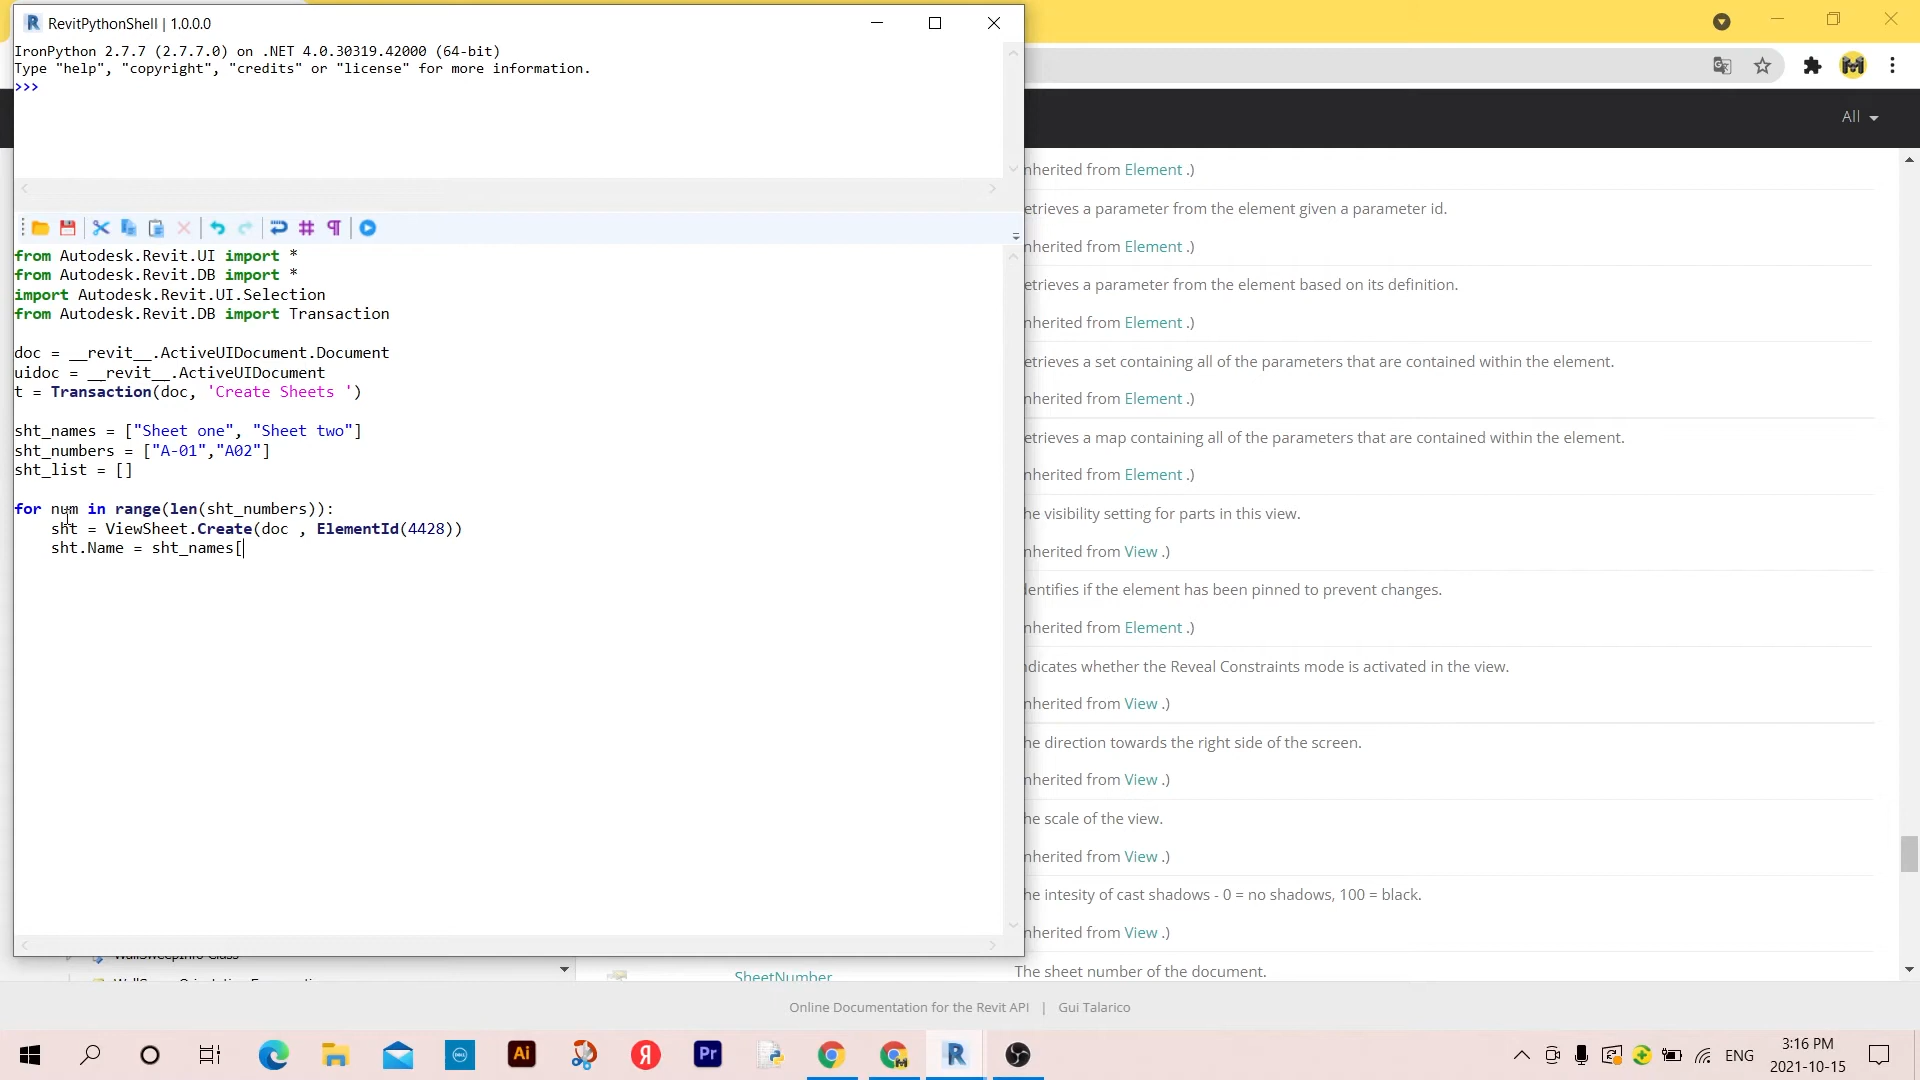 RevitPythonShell | 1.0.0.0
IronPython 2.7.7 (2.7.7.0) on .NET 4.0.30319.42000 (64-bit)
Type "help", "copyright", "credits" or "license" for more information.
>>>
from Autodesk.Revit.UI import *
from Autodesk.Revit.DB import *
import Autodesk.Revit.UI.Selection
from Autodesk.Revit.DB import Transaction
doc = __revit__.ActiveUIDocument.Document
uidoc = __revit__.ActiveUIDocument
t = Transaction(doc, 'Create Sheets ')
sht_names = ["Sheet one", "Sheet two"]
sht_numbers = ["A-01","A02"]
sht_list = []
for num in range(len(sht_numbers)):
    sht = ViewSheet.Create(doc , ElementId(4428))
    sht.Name = sht_names[
All
nherited from Element .)
etrieves a parameter from the element given a parameter id.
nherited from Element .)
etrieves a parameter from the element based on its definition.
nherited from Element .)
etrieves a set containing all of the parameters that are contained within the element.
nherited from Element .)
etrieves a map containing all of the parameters that are contained within the element.
nherited from Element .)
he visibility setting for parts in this view.
nherited from View .)
dentifies if the element has been pinned to prevent changes.
nherited from Element .)
ndicates whether the Reveal Constraints mode is activated in the view.
nherited from View .)
he direction towards the right side of the screen.
nherited from View .)
he scale of the view.
nherited from View .)
he intesity of cast shadows - 0 = no shadows, 100 = black.
nherited from View .)
SheetNumber
The sheet number of the document.
Online Documentation for the Revit API | Gui Talarico
ENG
3:16 PM
2021-10-15